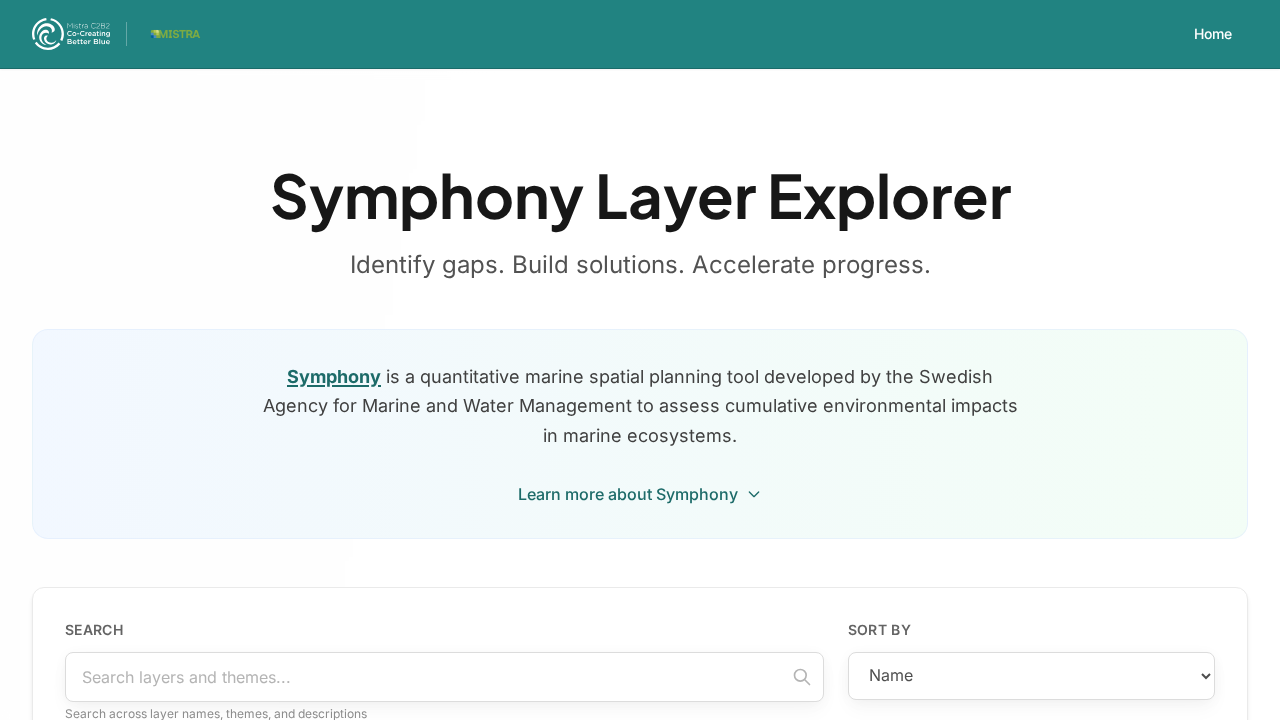 Mistra C2B2
Co-Creating
Better Blue
MISTRA
Home
Symphony Layer Explorer
Identify gaps. Build solutions. Accelerate progress.
Symphony is a quantitative marine spatial planning tool developed by the Swedish
Agency for Marine and Water Management to assess cumulative environmental impacts
in marine ecosystems.
Learn more about Symphony
SEARCH
SORT BY
Search layers and themes...
Name
Search across layer names, themes, and descriptions